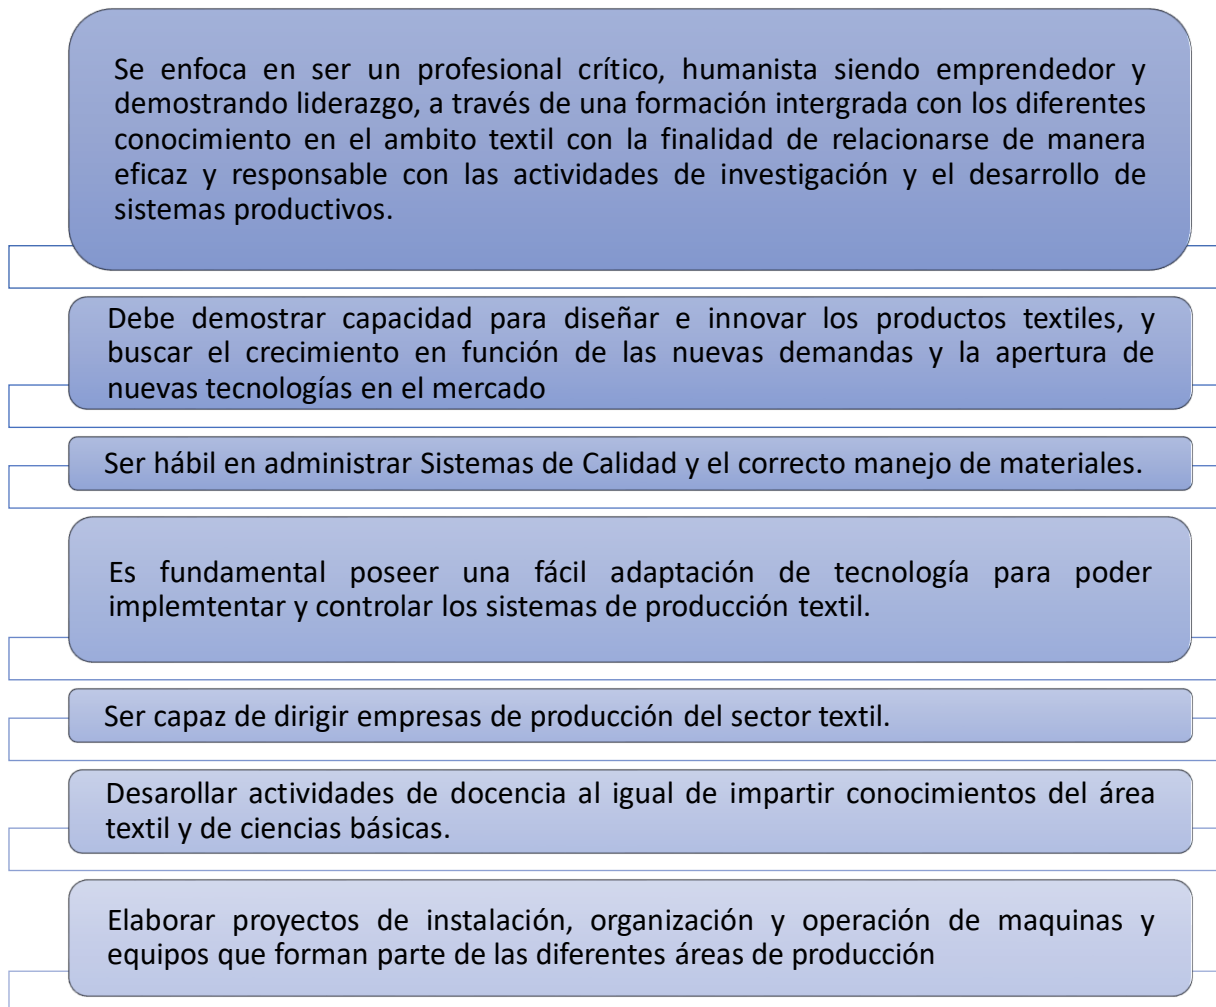 Se enfoca en ser un profesional crítico, humanista siendo emprendedor y
demostrando liderazgo, a través de una formación intergrada con los diferentes
conocimiento en el ambito textil con la finalidad de relacionarse de manera
eficaz y responsable con las actividades de investigación y el desarrollo de
sistemas productivos.
Debe demostrar capacidad para diseñar e innovar los productos textiles, y
buscar el crecimiento en función de las nuevas demandas y la apertura de
nuevas tecnologías en el mercado
Ser hábil en administrar Sistemas de Calidad y el correcto manejo de materiales.
Es fundamental poseer una fácil adaptación de tecnología para poder
implemtentar y controlar los sistemas de producción textil.
Ser capaz de dirigir empresas de producción del sector textil.
Desarollar actividades de docencia al igual de impartir conocimientos del área
textil y de ciencias básicas.
Elaborar proyectos de instalación, organización y operación de maquinas y
equipos que forman parte de las diferentes áreas de producción